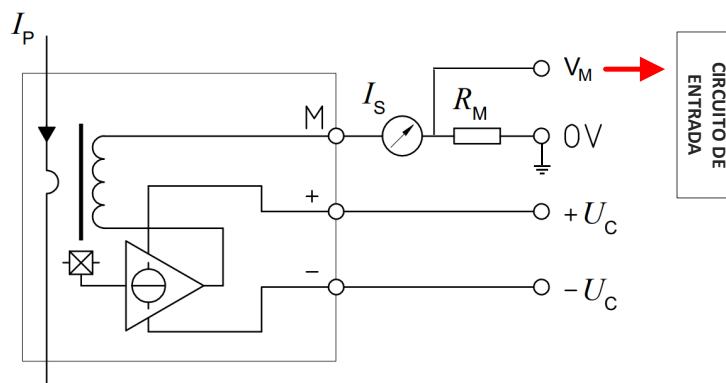 I_P
V_M
I_S
R_M
M
0V
+
+U_C
−
−U_C
CIRCUITO DE
ENTRADA